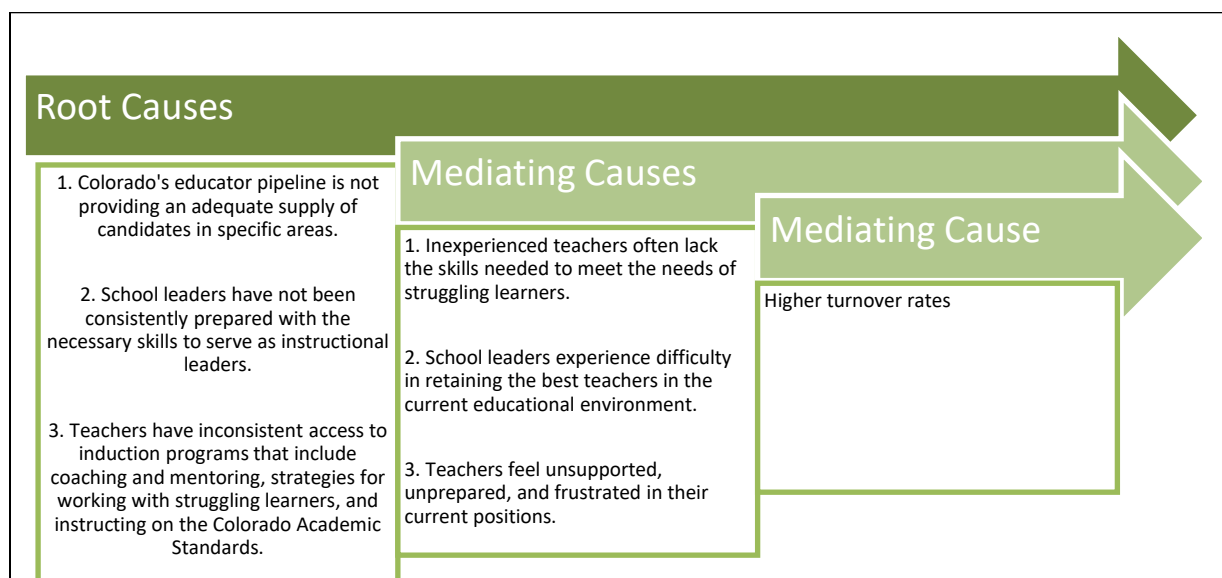 Root Causes
1. Colorado's educator pipeline is not
providing an adequate supply of
candidates in specific areas.
2. School leaders have not been
consistently prepared with the
necessary skills to serve as instructional
leaders.
3. Teachers have inconsistent access to
induction programs that include
coaching and mentoring, strategies for
working with struggling learners, and
instructing on the Colorado Academic
Standards.
Mediating Causes
1. Inexperienced teachers often lack
the skills needed to meet the needs of
struggling learners.
2. School leaders experience difficulty
in retaining the best teachers in the
current educational environment.
3. Teachers feel unsupported,
unprepared, and frustrated in their
current positions.
Mediating Cause
Higher turnover rates